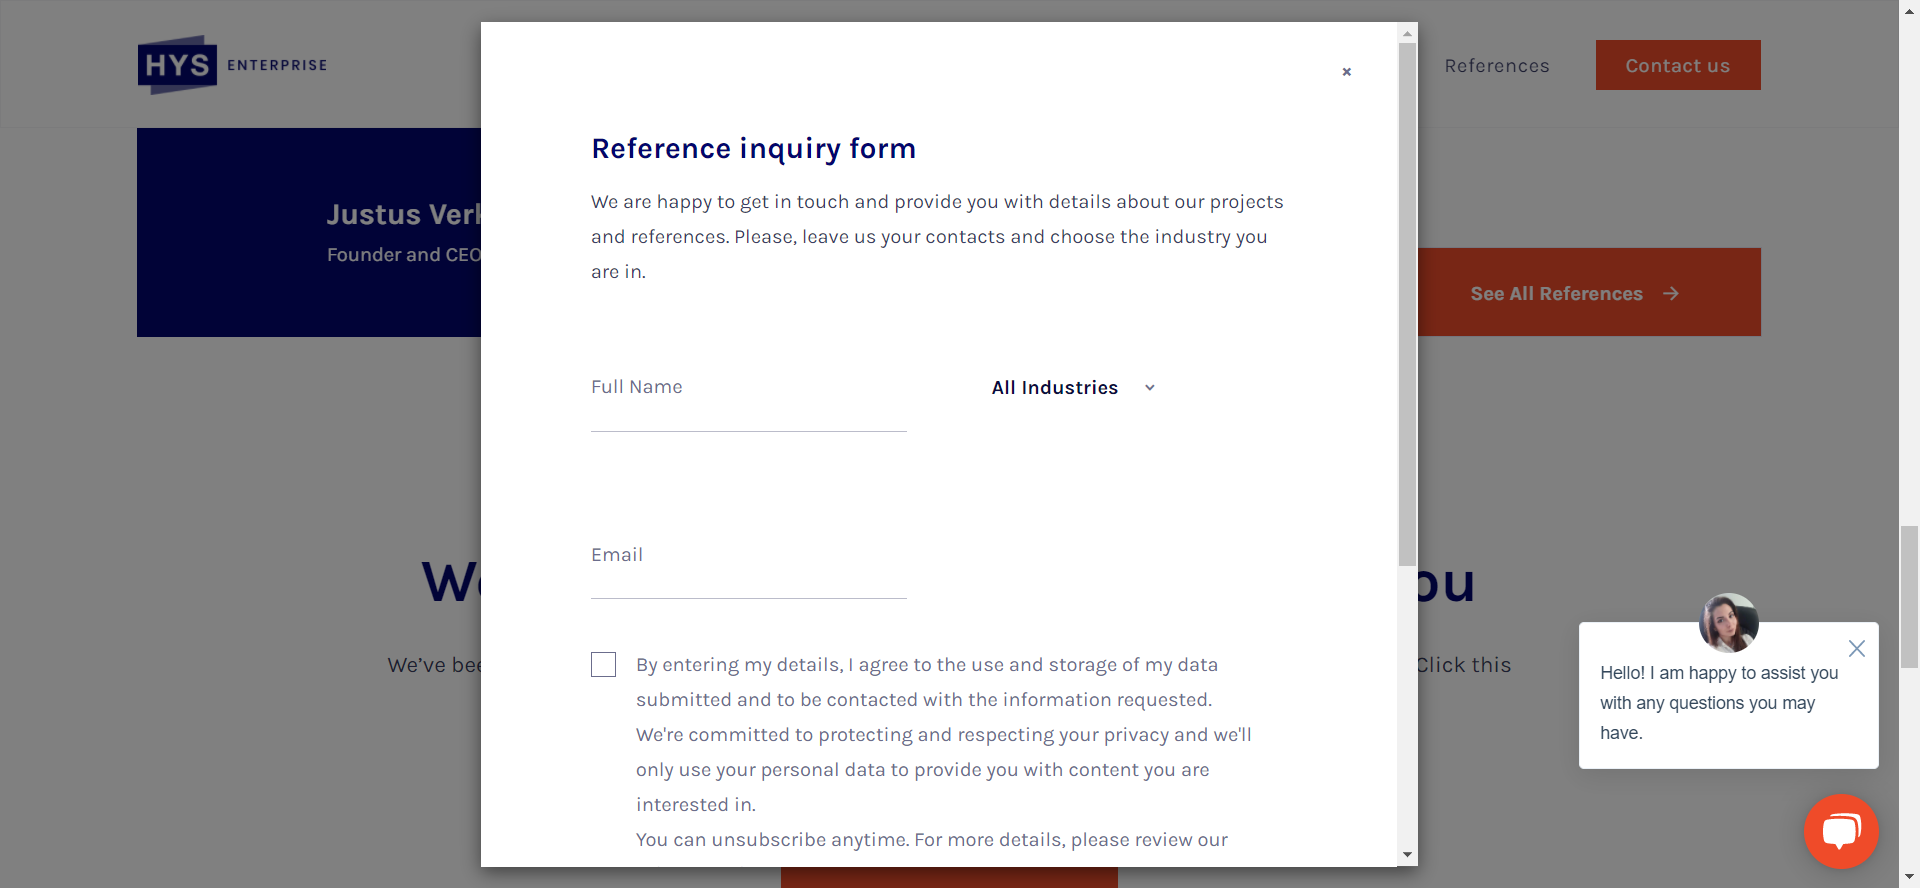 HYS ENTERPRISE
References
Contact us
Justus Verk
Founder and CEO
See All References
Reference inquiry form
We are happy to get in touch and provide you with details about our projects
and references. Please, leave us your contacts and choose the industry you
are in.
Full Name
All Industries
Email
By entering my details, I agree to the use and storage of my data
submitted and to be contacted with the information requested.
We're committed to protecting and respecting your privacy and we'll
only use your personal data to provide you with content you are
interested in.
You can unsubscribe anytime. For more details, please review our
We
ou
We've bee
Click this
Hello! I am happy to assist you
with any questions you may
have.